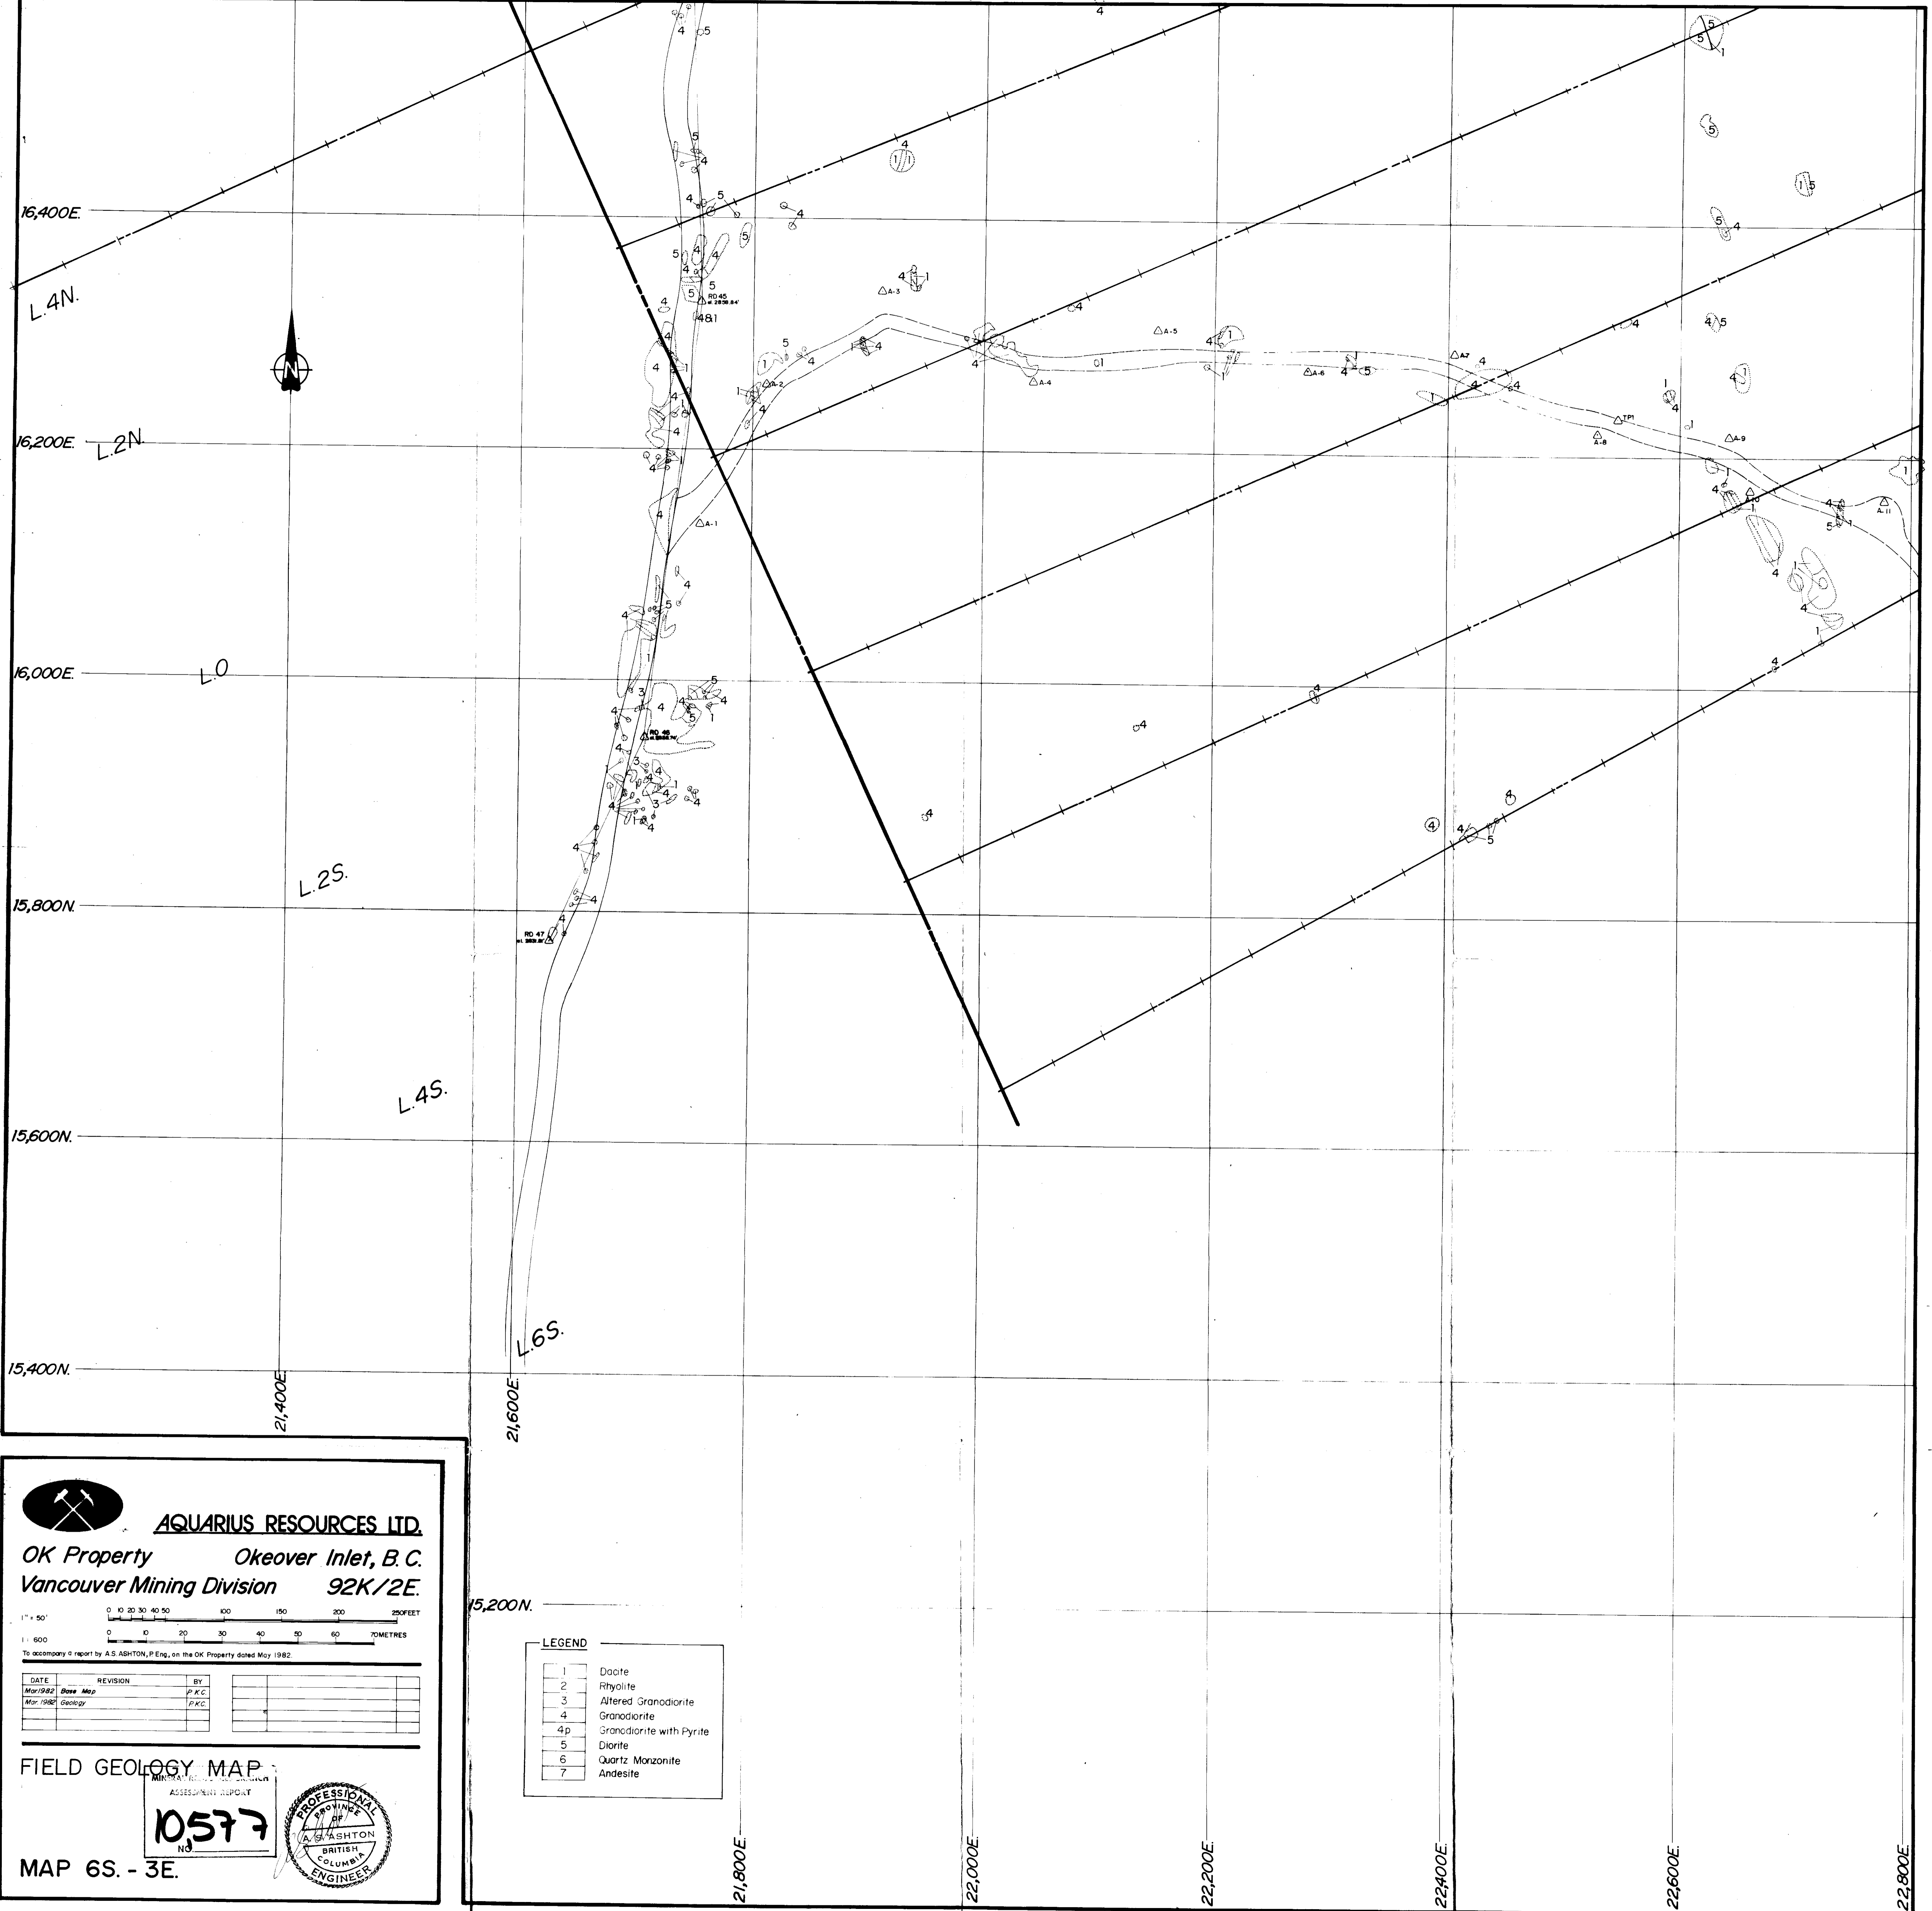 16,400E.
L.4N.
N
16,200E.
L.2N.
16,000E.
L.O
15,800N.
L.2S.
15,600N.
L.4S.
15,400N.
L.6S.
21,400E.
21,600E.
RD 45
el. 2858.84'
4&1
A-1
A-2
A-3
A-4
A-5
A-6
A-7
A-8
TP1
A-9
A10
A-11
RD 46
RD 47
AQUARIUS RESOURCES LTD.
OK Property Okeover Inlet, B.C.
Vancouver Mining Division 92K/2E.
1" = 50' 0 10 20 30 40 50 100 150 200 250FEET
1 : 600 0 10 20 30 40 50 60 70METRES
To accompany a report by A.S. ASHTON, P.Eng., on the OK Property dated May 1982.
DATE REVISION BY
Mar.1982 Base Map P.K.C.
Mar. 1982 Geology P.K.C.
FIELD GEOLOGY MAP
ASSESSMENT REPORT
10,577
NO
MAP 6S. - 3E.
PROFESSIONAL
PROVINCE
OF
A. S. ASHTON
BRITISH
COLUMBIA
ENGINEER
15,200N.
LEGEND
1 Dacite
2 Rhyolite
3 Altered Granodiorite
4 Granodiorite
4p Granodiorite with Pyrite
5 Diorite
6 Quartz Monzonite
7 Andesite
21,800E.
22,000E.
22,200E.
22,400E.
22,600E.
22,800E.